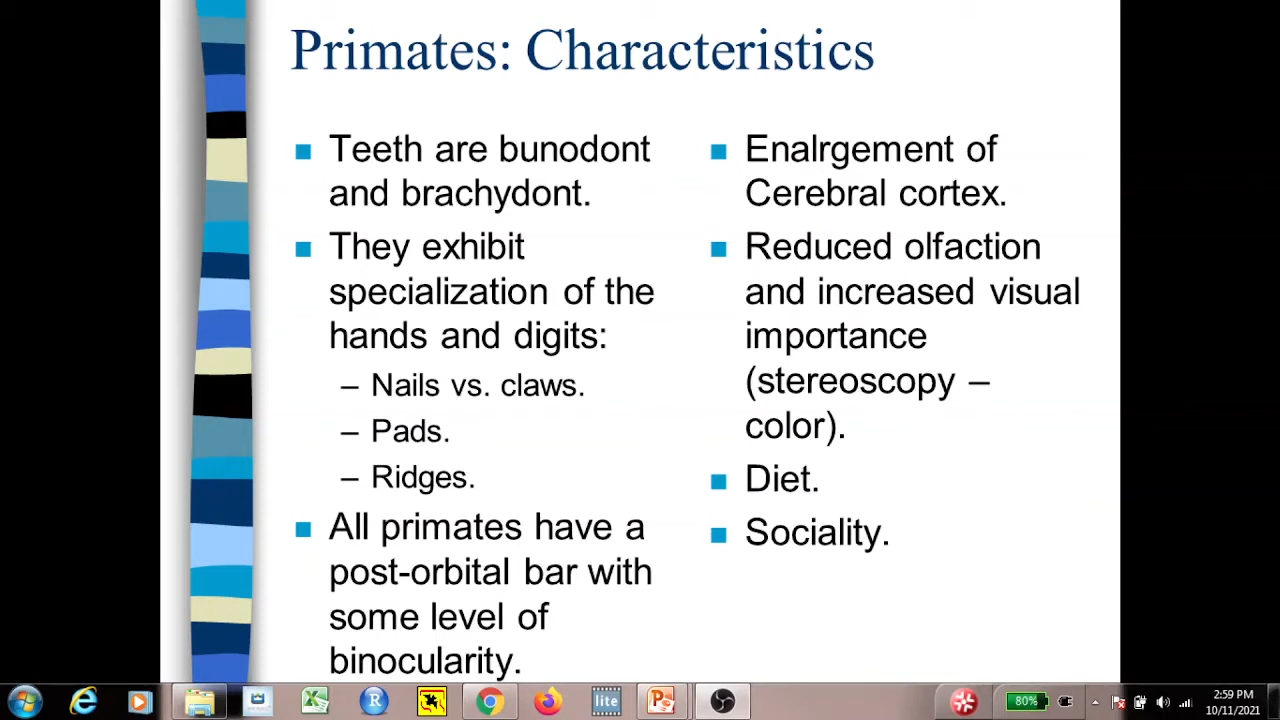 Primates: Characteristics
Teeth are bunodont
and brachydont.
They exhibit
specialization of the
hands and digits:
– Nails vs. claws.
– Pads.
– Ridges.
All primates have a
post-orbital bar with
some level of
binocularity.
Enalrgement of
Cerebral cortex.
Reduced olfaction
and increased visual
importance
(stereoscopy –
color).
Diet.
Sociality.
lite
80%
2:59 PM
10/11/2021